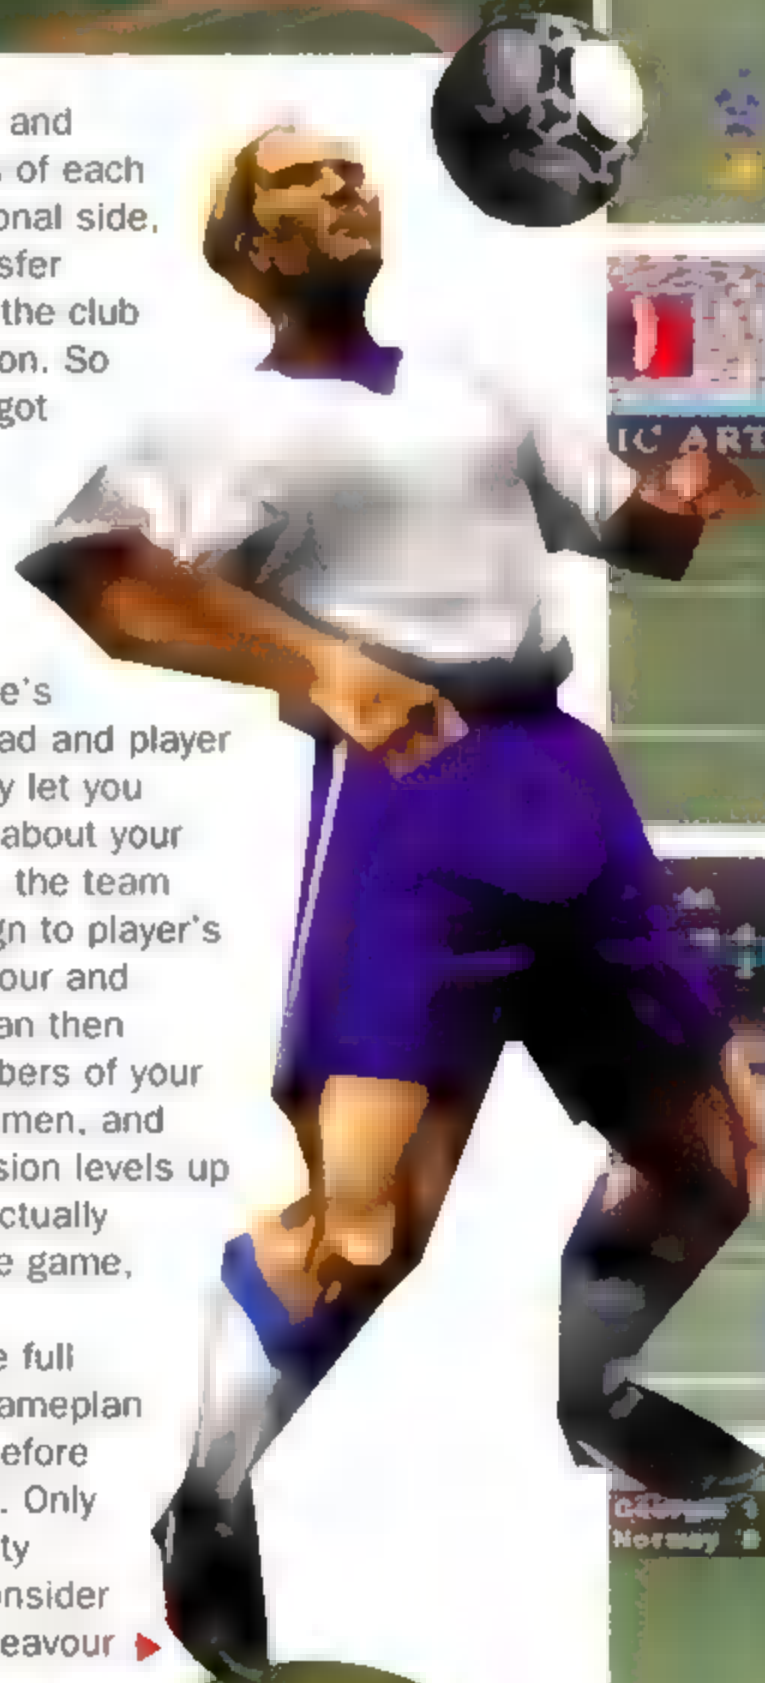 and
of each
onal side,
sfer
the club
on. So
got
e's
ad and player
y let you
about your
the team
gn to player's
our and
an then
bers of your
men, and
sion levels up
ctually
e game,
e full
ameplan
efore
. Only
ty
onsider
eavour
IC ART
Norway 0